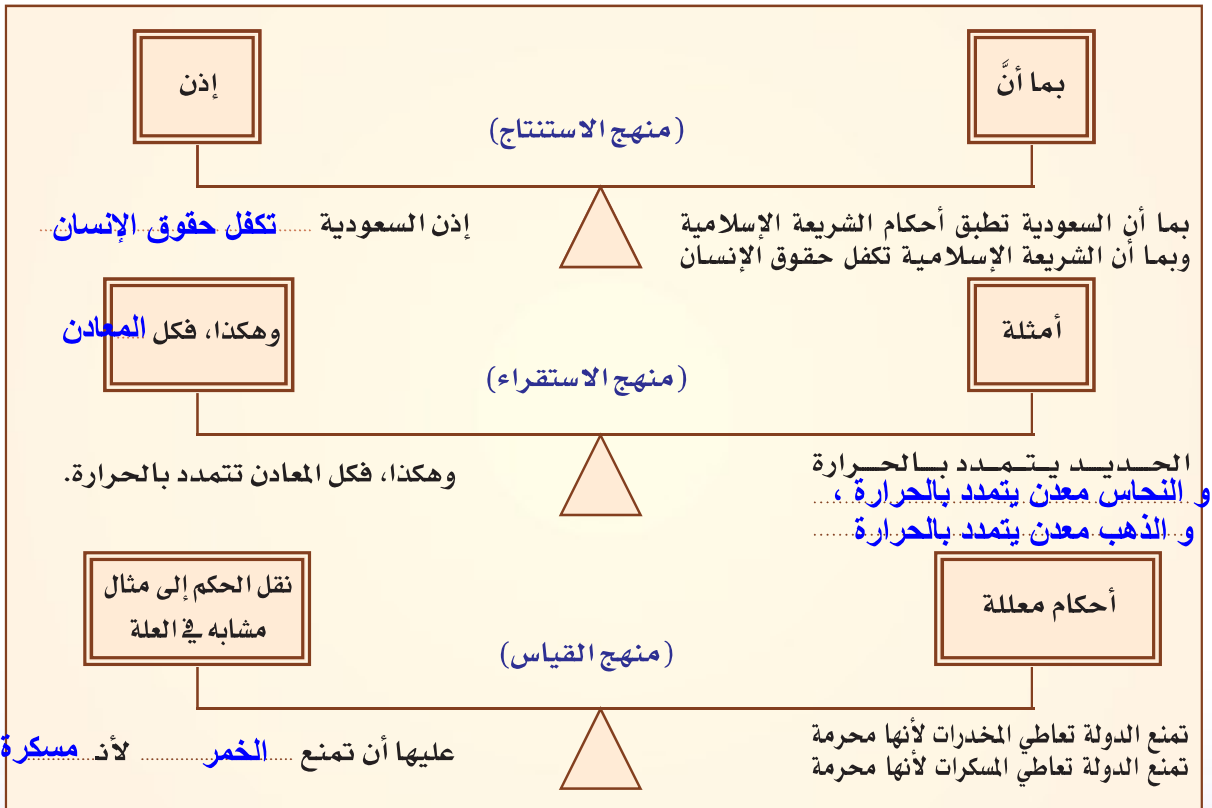 بما أنَّ
إذن
(منهج الاستنتاج)
بما أن السعودية تطبق أحكام الشريعة الإسلامية
وبما أن الشريعة الإسلامية تكفل حقوق الإنسان
إذن السعودية تكفل حقوق الإنسان
أمثلة
وهكذا، فكل المعادن
(منهج الاستقراء)
الحديد يتمدد بالحرارة
و النحاس معدن يتمدد بالحرارة ،
و الذهب معدن يتمدد بالحرارة
وهكذا، فكل المعادن تتمدد بالحرارة.
أحكام معللة
نقل الحكم إلى مثال
مشابه في العلة
(منهج القياس)
تمنع الدولة تعاطي المخدرات لأنها محرمة
تمنع الدولة تعاطي المسكرات لأنها محرمة
عليها أن تمنع الخمر لأنـ مسكرة